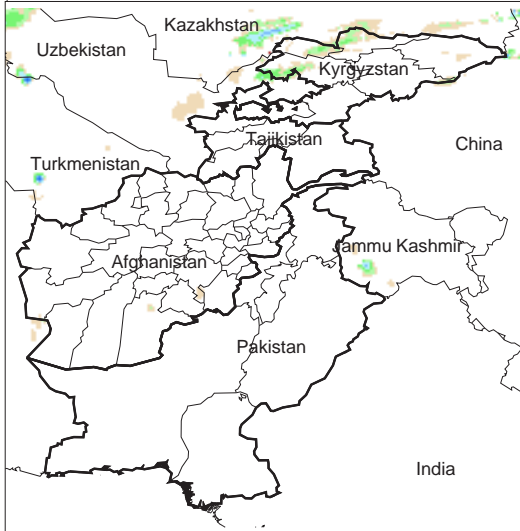 Kazakhstan
Uzbekistan
Kyrgyzstan
Tajikistan
China
Turkmenistan
Jammu Kashmir
Afghanistan
Pakistan
India